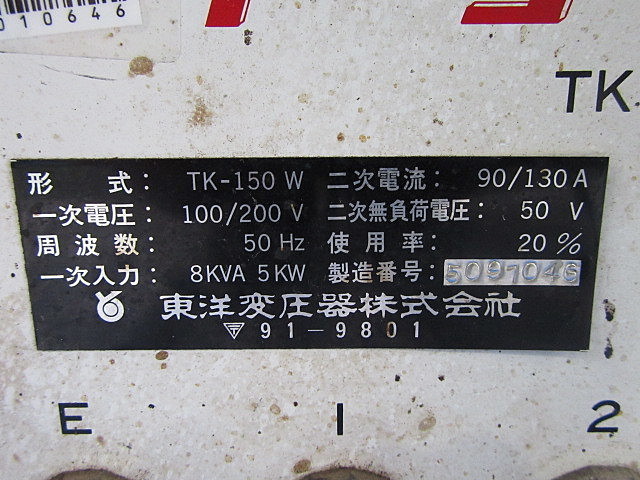 010646
TK
形 式: TK-150 W 二次電流: 90/130 A
一次電圧: 100/200 V 二次無負荷電圧: 50 V
周波数: 50 Hz 使用率: 20 %
一次入力: 8KVA 5KW 製造番号: 5097046
東洋変圧器株式会社
▽ 91-9801
E 1 2